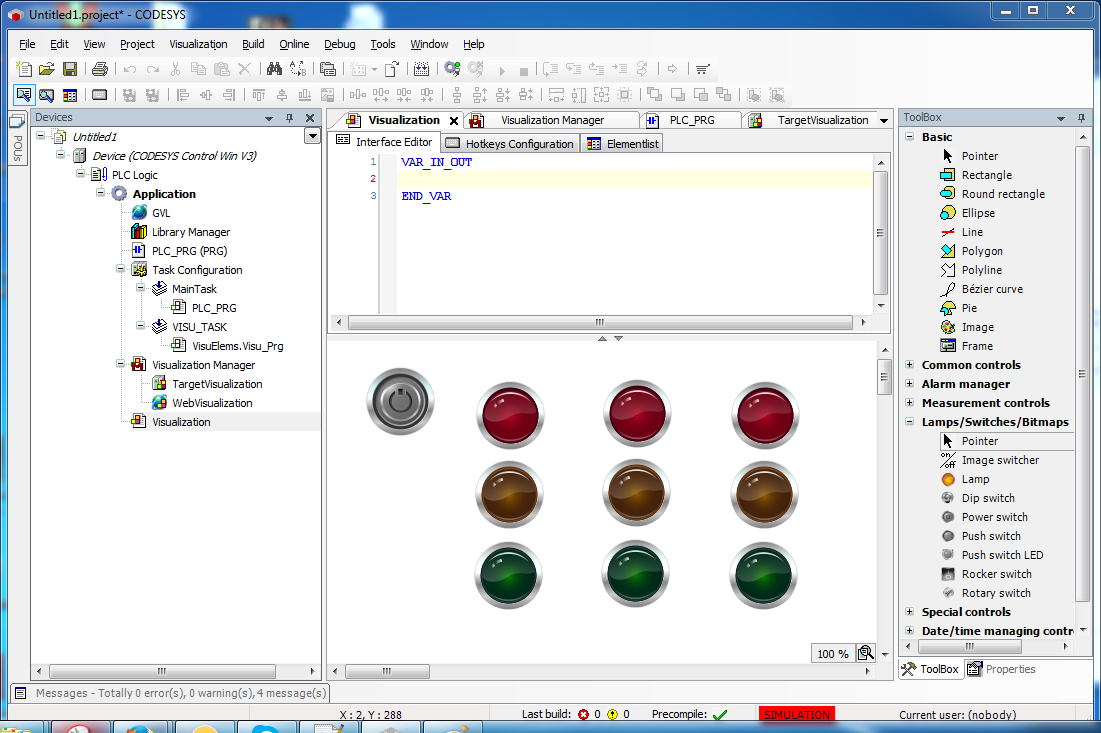 Untitled1.project* - CODESYS
File Edit View Project Visualization Build Online Debug Tools Window Help
Devices
POUs
Untitled1
Device (CODESYS Control Win V3)
PLC Logic
Application
GVL
Library Manager
PLC_PRG (PRG)
Task Configuration
MainTask
PLC_PRG
VISU_TASK
VisuElems.Visu_Prg
Visualization Manager
TargetVisualization
WebVisualization
Visualization
Visualization Visualization Manager PLC_PRG TargetVisualization
Interface Editor Hotkeys Configuration Elementlist
1 VAR_IN_OUT
2
3 END_VAR
100 %
ToolBox
Basic
Pointer
Rectangle
Round rectangle
Ellipse
Line
Polygon
Polyline
Bézier curve
Pie
Image
Frame
Common controls
Alarm manager
Measurement controls
Lamps/Switches/Bitmaps
Pointer
Image switcher
Lamp
Dip switch
Power switch
Push switch
Push switch LED
Rocker switch
Rotary switch
Special controls
Date/time managing contr
ToolBox Properties
Messages - Totally 0 error(s), 0 warning(s), 4 message(s)
X: 2, Y: 288 Last build: 0 0 Precompile: SIMULATION Current user: (nobody)